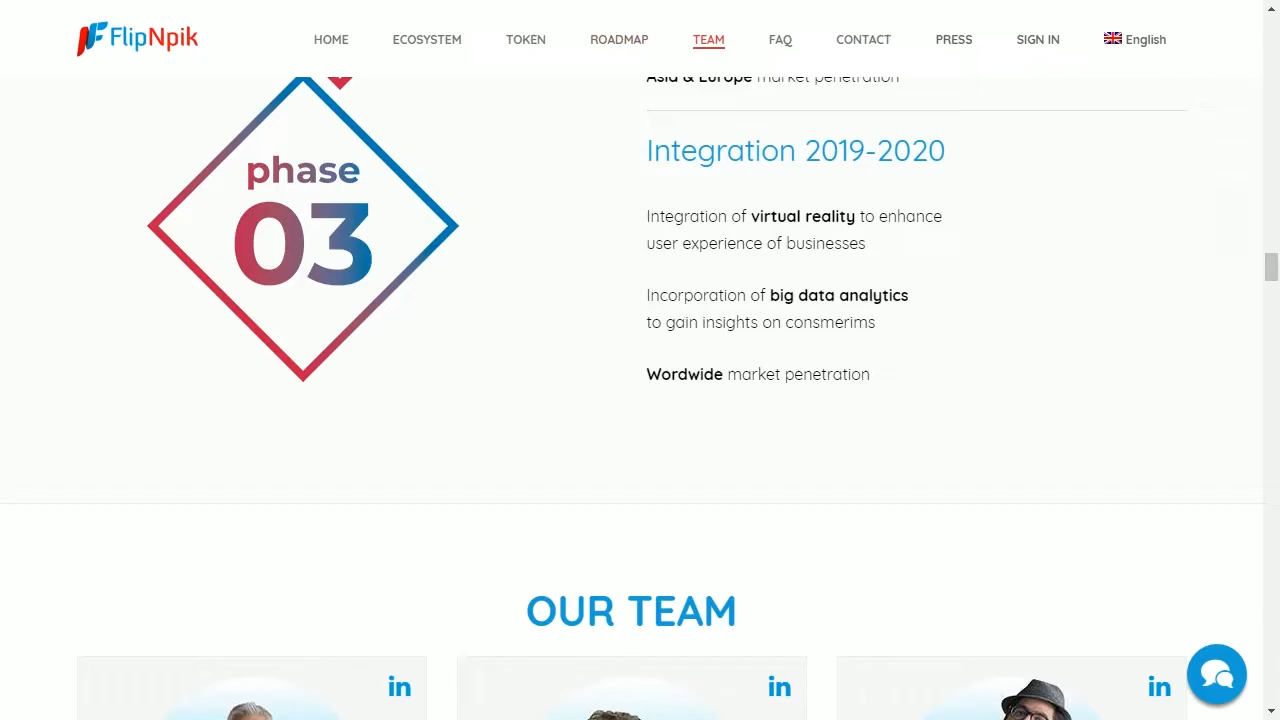 FlipNpik
HOME
ECOSYSTEM
TOKEN
ROADMAP
TEAM
FAQ
CONTACT
PRESS
SIGN IN
English
Asia & Europe market penetration
phase
03
Integration 2019-2020
Integration of virtual reality to enhance
user experience of businesses
Incorporation of big data analytics
to gain insights on consmerims
Wordwide market penetration
OUR TEAM
in
in
in